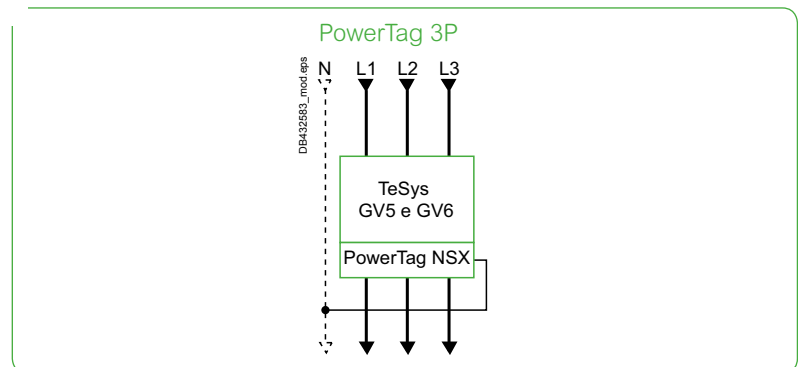 PowerTag 3P
DB432583_mod.eps
N L1 L2 L3
TeSys
GV5 e GV6
PowerTag NSX